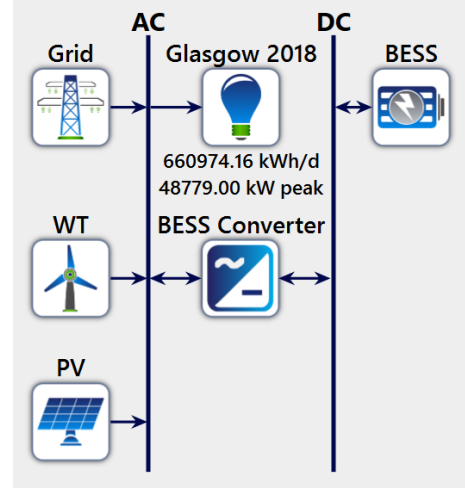 AC
DC
Grid
Glasgow 2018
BESS
660974.16 kWh/d
48779.00 kW peak
WT
BESS Converter
PV